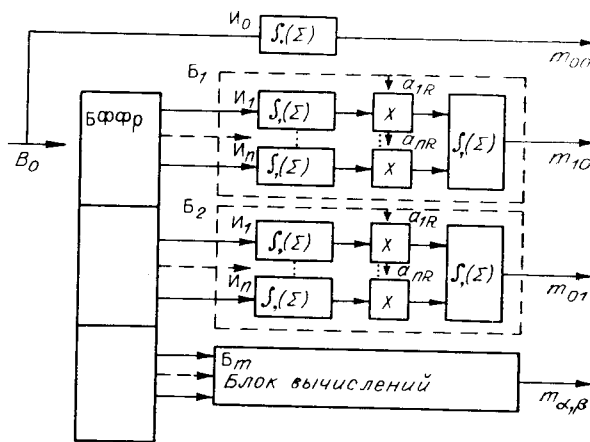 И₀ ∫ₙ(Σ) m₀₀
Б₁ a₁R
БФФр И₁ ∫ₙ(Σ) X
B₀ aₙR ∫ₙ(Σ) m₁₀
Иₙ ∫ₙ(Σ) X
Б₂ a₁R
И₁ ∫ₙ(Σ) X
aₙR ∫ₙ(Σ) m₀₁
Иₙ ∫ₙ(Σ) X
Бm
Блок вычислений
mα,β